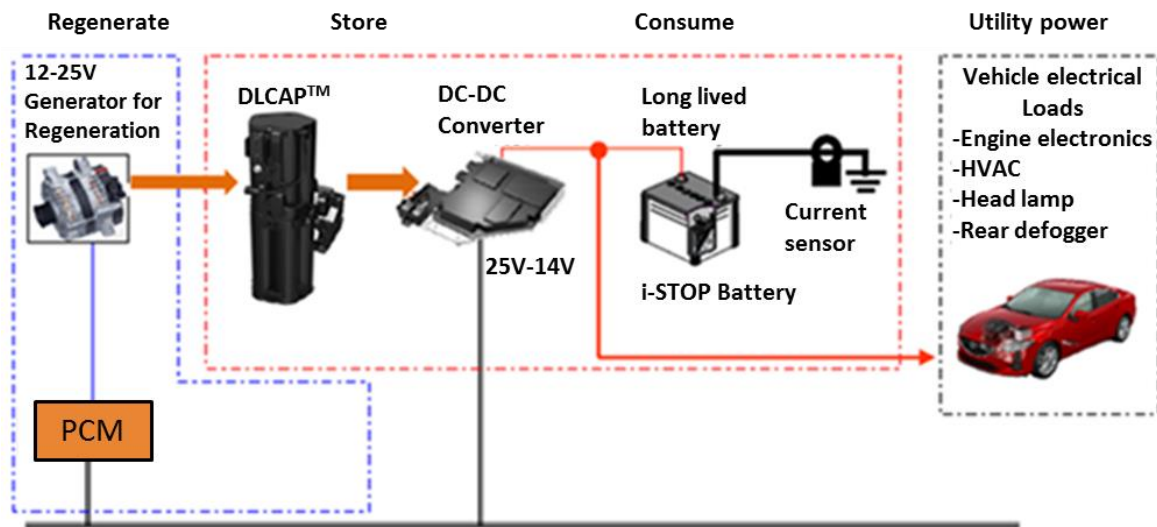 Regenerate
Store
Consume
Utility power
12-25V
Generator for
Regeneration
DLCAP™
DC-DC
Converter
Long lived
battery
Vehicle electrical
Loads
-Engine electronics
-HVAC
-Head lamp
-Rear defogger
Current
sensor
25V-14V
i-STOP Battery
PCM